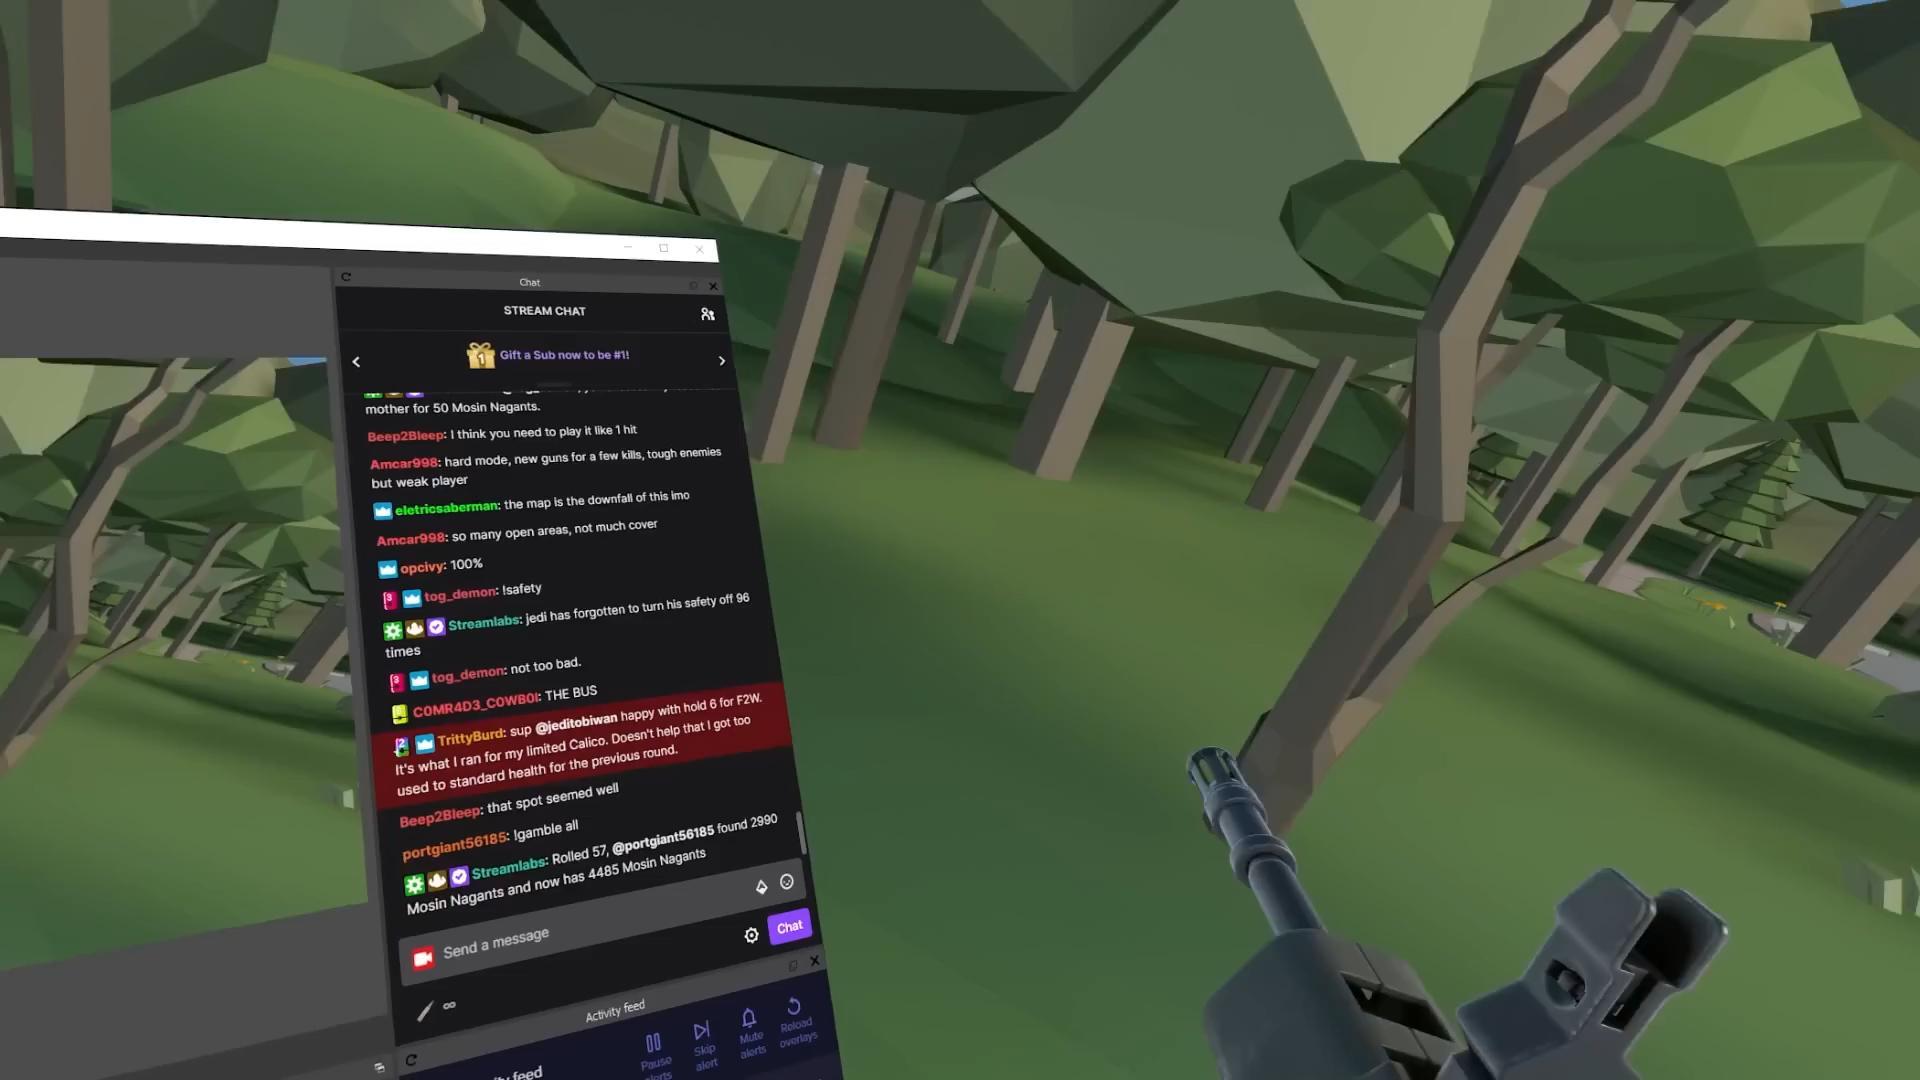 Chat
STREAM CHAT
1
Gift a Sub now to be #1!
mother for 50 Mosin Nagants.
Beep2Bleep: I think you need to play it like 1 hit
Amcar998: hard mode, new guns for a few kills, tough enemies
but weak player
eletricsaberman: the map is the downfall of this imo
Amcar998: so many open areas, not much cover
opcivy: 100%
3 tog_demon: !safety
Streamlabs: jedi has forgotten to turn his safety off 96
times
3 tog_demon: not too bad.
C0MR4D3_C0WB0I: THE BUS
2 TrittyBurd: sup @jeditobiwan happy with hold 6 for F2W.
It's what I ran for my limited Calico. Doesn't help that I got too
used to standard health for the previous round.
Beep2Bleep: that spot seemed well
portgiant56185: !gamble all
Streamlabs: Rolled 57, @portgiant56185 found 2990
Mosin Nagants and now has 4485 Mosin Nagants
Send a message
Chat
Activity feed
feed
Pause
alerts
Skip
alert
Mute
alerts
Reload
overlays